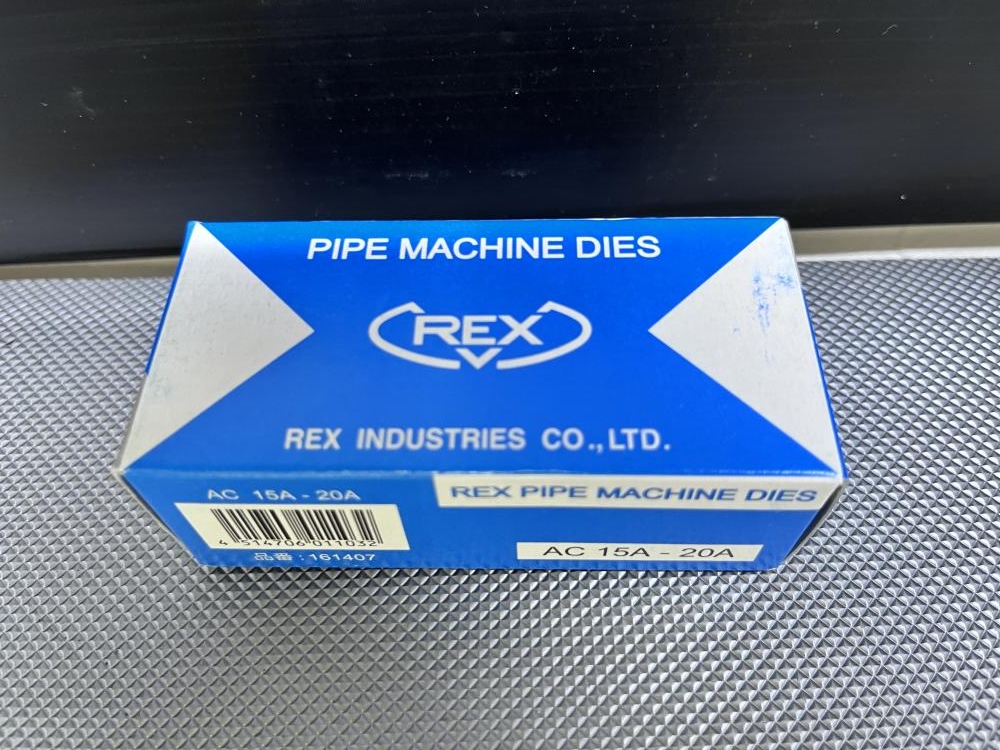 PIPE MACHINE DIES
REX
REX INDUSTRIES CO.,LTD.
AC 15A - 20A
REX PIPE MACHINE DIES
4 514706 011032
AC 15A - 20A
品番 : 161407